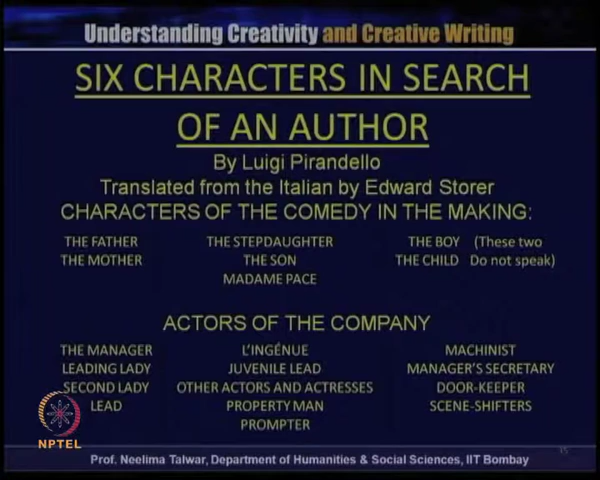 Understanding Creativity and Creative Writing
SIX CHARACTERS IN SEARCH
OF AN AUTHOR
By Luigi Pirandello
Translated from the Italian by Edward Storer
CHARACTERS OF THE COMEDY IN THE MAKING:
THE FATHER THE STEPDAUGHTER THE BOY (These two
THE MOTHER THE SON THE CHILD Do not speak)
MADAME PACE
ACTORS OF THE COMPANY
THE MANAGER L'INGÉNUE MACHINIST
LEADING LADY JUVENILE LEAD MANAGER'S SECRETARY
SECOND LADY OTHER ACTORS AND ACTRESSES DOOR-KEEPER
LEAD PROPERTY MAN SCENE-SHIFTERS
PROMPTER
NPTEL
15
Prof. Neelima Talwar, Department of Humanities & Social Sciences, IIT Bombay